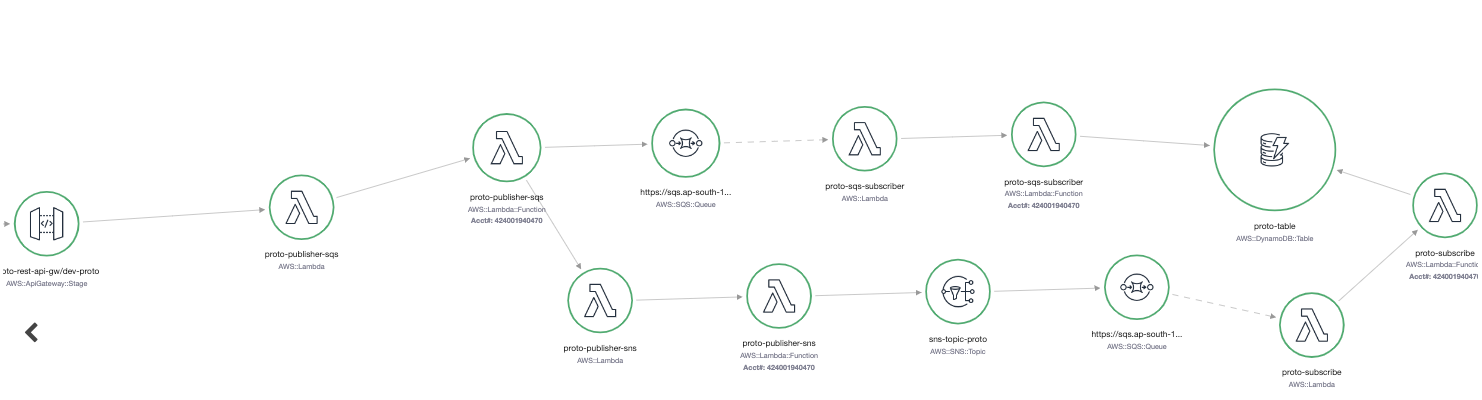 oto-rest-api-gw/dev-proto
AWS::ApiGateway::Stage
proto-publisher-sqs
AWS::Lambda
proto-publisher-sqs
AWS::Lambda::Function
Acct#: 424001940470
https://sqs.ap-south-1...
AWS::SQS::Queue
proto-sqs-subscriber
AWS::Lambda
proto-sqs-subscriber
AWS::Lambda::Function
Acct#: 424001940470
proto-table
AWS::DynamoDB::Table
proto-subscribe
AWS::Lambda::Functio
Acct#: 42400194047
proto-publisher-sns
AWS::Lambda
proto-publisher-sns
AWS::Lambda::Function
Acct#: 424001940470
sns-topic-proto
AWS::SNS::Topic
https://sqs.ap-south-1...
AWS::SQS::Queue
proto-subscribe
AWS::Lambda